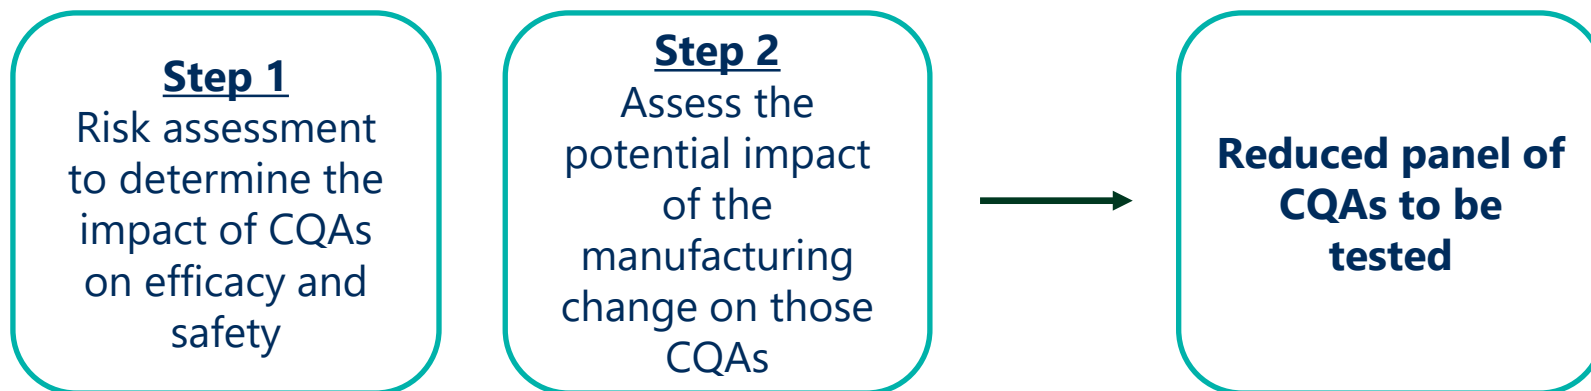 Step 1
Risk assessment
to determine the
impact of CQAs
on efficacy and
safety
Step 2
Assess the
potential impact
of the
manufacturing
change on those
CQAs
Reduced panel of
CQAs to be
tested